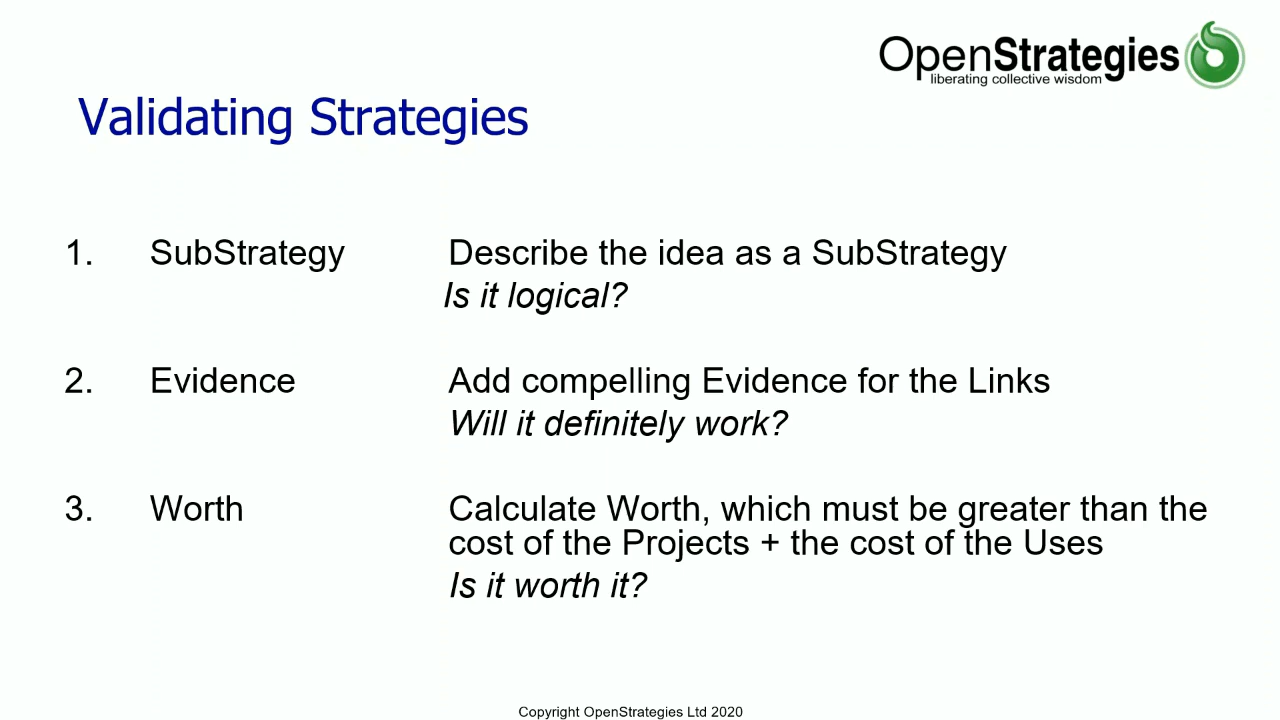 OpenStrategies
liberating collective wisdom
Validating Strategies
1. SubStrategy Describe the idea as a SubStrategy
Is it logical?
2. Evidence Add compelling Evidence for the Links
Will it definitely work?
3. Worth Calculate Worth, which must be greater than the
cost of the Projects + the cost of the Uses
Is it worth it?
Copyright OpenStrategies Ltd 2020